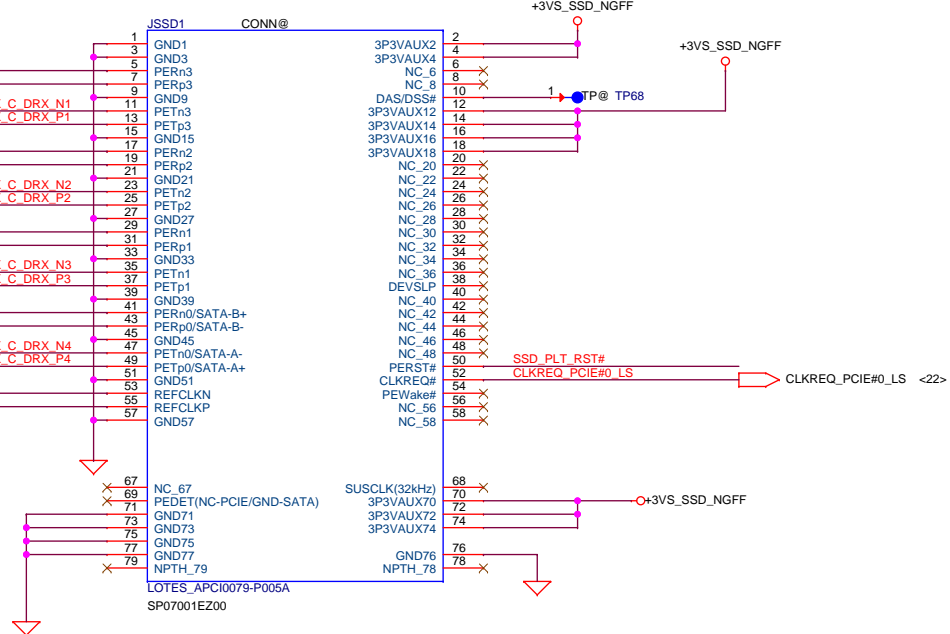 +3VS_SSD_NGFF
JSSD1 CONN@
+3VS_SSD_NGFF
1 GND1 3P3VAUX2 2
3 GND3 3P3VAUX4 4
5 PERn3 NC_6 6
7 PERp3 NC_8 8
9 GND9 DAS/DSS# 10 1 TP@ TP68
_C_DRX_N1 11 PETn3 3P3VAUX12 12
_C_DRX_P1 13 PETp3 3P3VAUX14 14
15 GND15 3P3VAUX16 16
17 PERn2 3P3VAUX18 18
19 PERp2 NC_20 20
21 GND21 NC_22 22
_C_DRX_N2 23 PETn2 NC_24 24
_C_DRX_P2 25 PETp2 NC_26 26
27 GND27 NC_28 28
29 PERn1 NC_30 30
31 PERp1 NC_32 32
33 GND33 NC_34 34
_C_DRX_N3 35 PETn1 NC_36 36
_C_DRX_P3 37 PETp1 DEVSLP 38
39 GND39 NC_40 40
41 PERn0/SATA-B+ NC_42 42
43 PERp0/SATA-B- NC_44 44
45 GND45 NC_46 46
_C_DRX_N4 47 PETn0/SATA-A- NC_48 48
_C_DRX_P4 49 PETp0/SATA-A+ PERST# 50 SSD_PLT_RST#
51 GND51 CLKREQ# 52 CLKREQ_PCIE#0_LS CLKREQ_PCIE#0_LS <22>
53 REFCLKN PEWake# 54
55 REFCLKP NC_56 56
57 GND57 NC_58 58
67 NC_67 SUSCLK(32kHz) 68
69 PEDET(NC-PCIE/GND-SATA) 3P3VAUX70 70 +3VS_SSD_NGFF
71 GND71 3P3VAUX72 72
73 GND73 3P3VAUX74 74
75 GND75
77 GND77 GND76 76
79 NPTH_79 NPTH_78 78
LOTES_APCI0079-P005A
SP07001EZ00